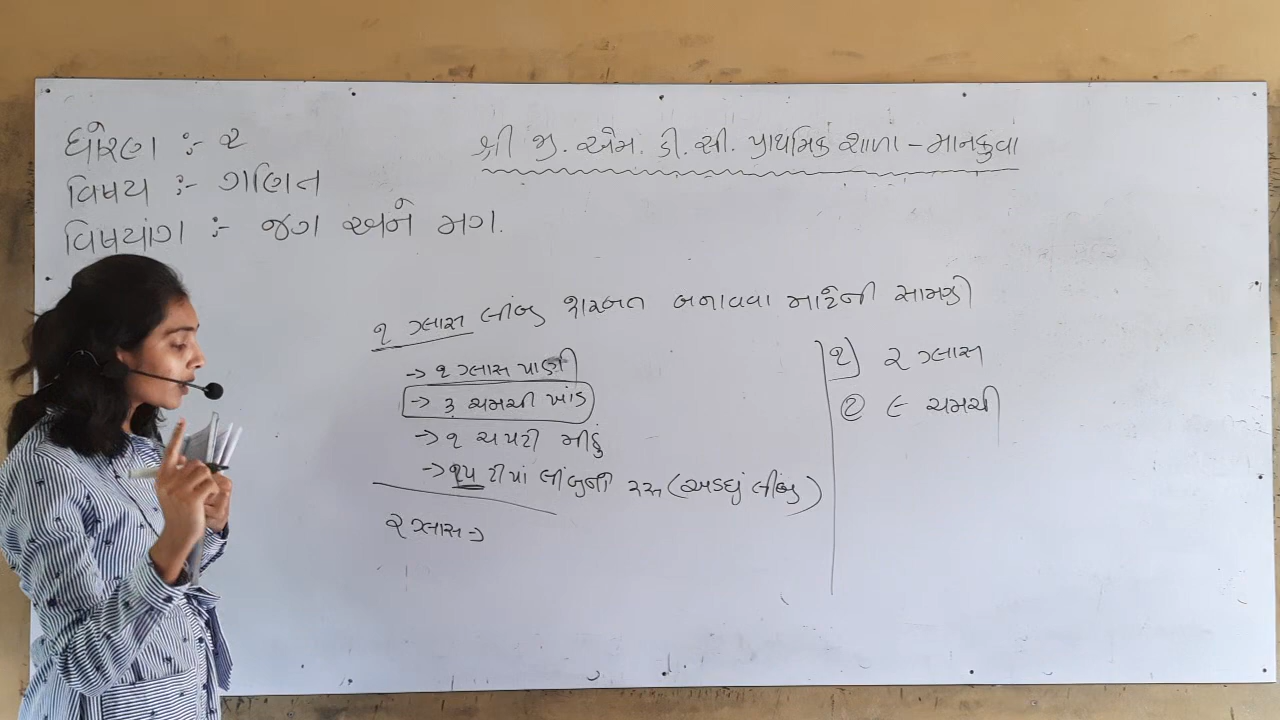 ધોરણ :- ૨
શ્રી જી. એમ. ડી. સી. પ્રાથમિક શાળા - માનકુવા
વિષય :- ગણિત
વિષયાંગ :- જગ અને મગ.
૧ ગ્લાસ લીંબુ શરબત બનાવવા માટેની સામગ્રી
→ ૧ ગ્લાસ પાણી
→ ૩ ચમચી ખાંડ
→ ૧ ચપટી મીઠું
→ ૧૫ ટીપાં લીંબુનો રસ (અડધું લીંબુ)
૨ ગ્લાસ →
૧) ૨ ગ્લાસ
૨ ૯ ચમચી